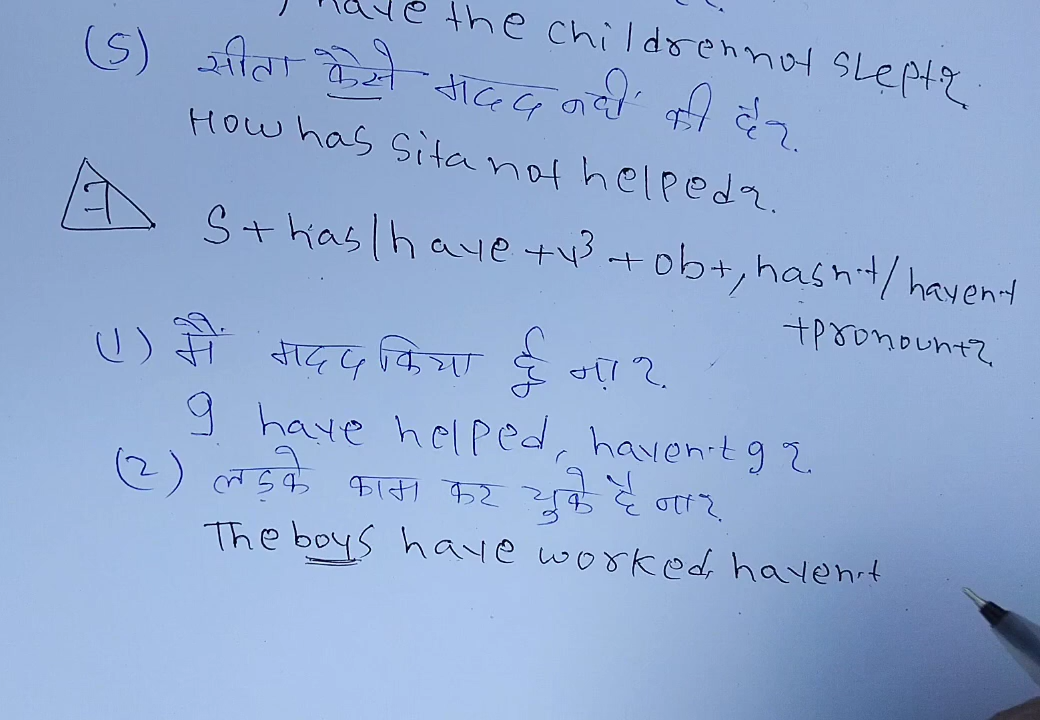 have the children not slept?
(5) सीता कैसे मदद नहीं की है?
How has sita not helped?
F S + has/have + v³ + obj, hasn't/haven't
+ pronoun+?
(1) मैं मदद किया हूँ ना?
I have helped, haven't I?
(2) लड़के काम कर चुके है ना?
The boys have worked, haven't